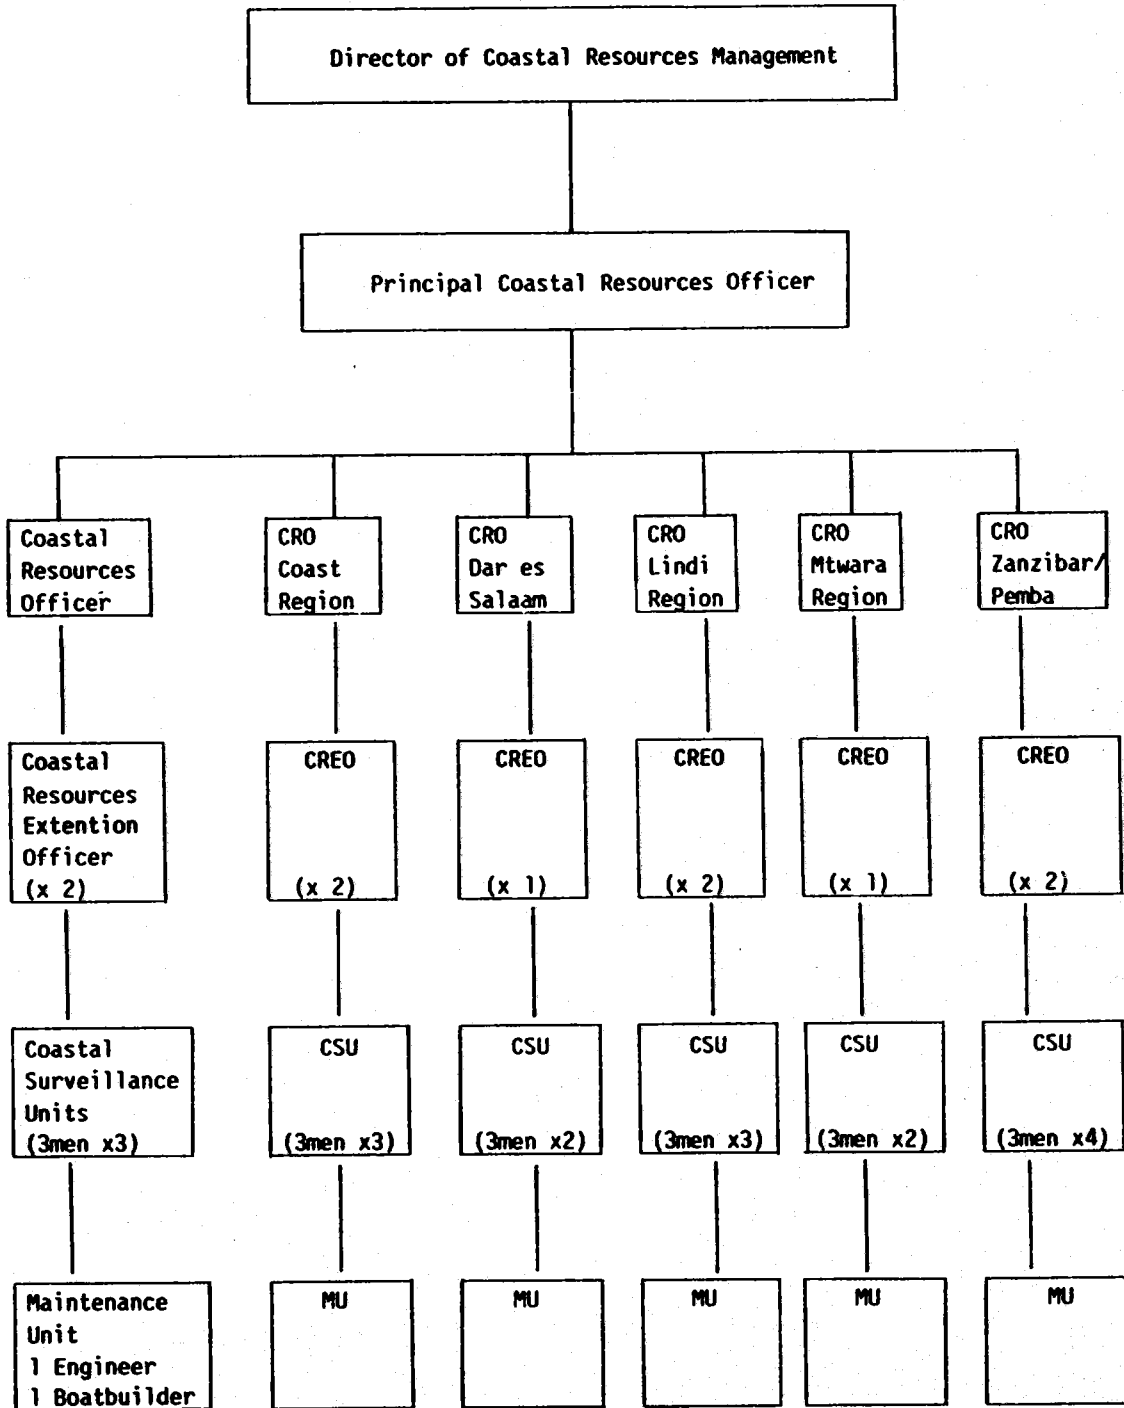 Director of Coastal Resources Management
Principal Coastal Resources Officer
Coastal
Resources
Officer
CRO
Coast
Region
CRO
Dar es
Salaam
CRO
Lindi
Region
CRO
Mtwara
Region
CRO
Zanzibar/
Pemba
Coastal
Resources
Extention
Officer
(x 2)
CREO
(x 2)
CREO
(x 1)
CREO
(x 2)
CREO
(x 1)
CREO
(x 2)
Coastal
Surveillance
Units
(3men x3)
CSU
(3men x3)
CSU
(3men x2)
CSU
(3men x3)
CSU
(3men x2)
CSU
(3men x4)
Maintenance
Unit
1 Engineer
1 Boatbuilder
MU
MU
MU
MU
MU